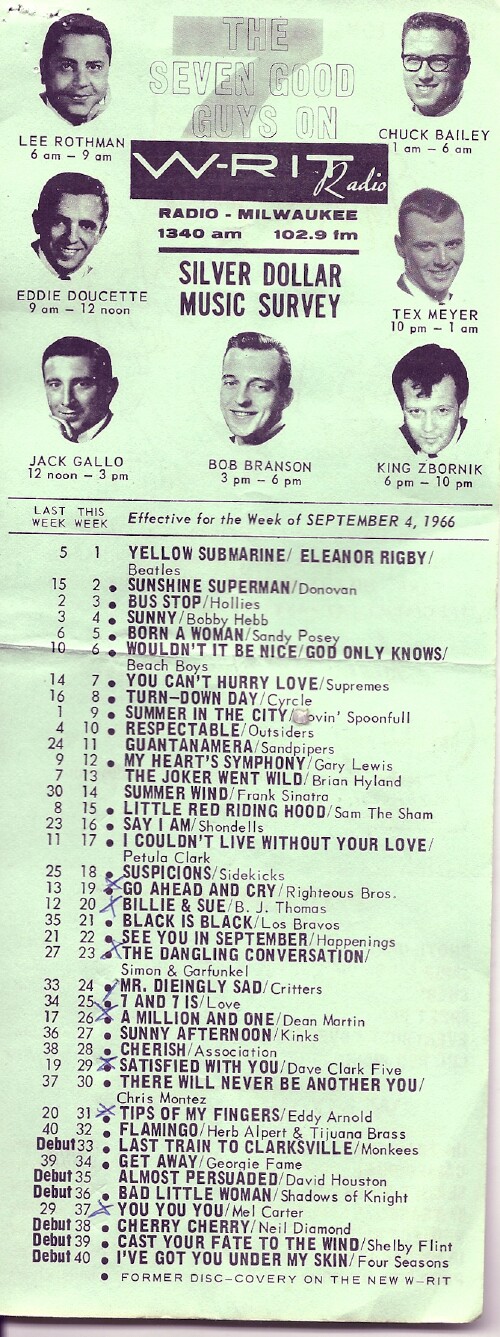 THE
SEVEN GOOD
GUYS ON
7
LEE ROTHMAN
6 am — 9 am
CHUCK BAILEY
1 am — 6 am
W-RIT Radio
RADIO - MILWAUKEE
1340 am 102.9 fm
EDDIE DOUCETTE
9 am — 12 noon
SILVER DOLLAR
MUSIC SURVEY
TEX MEYER
10 pm — 1 am
JACK GALLO
12 noon — 3 pm
BOB BRANSON
3 pm — 6 pm
KING ZBORNIK
6 pm — 10 pm
LAST WEEK THIS WEEK Effective for the Week of SEPTEMBER 4, 1966
5 1 YELLOW SUBMARINE/ ELEANOR RIGBY/
Beatles
15 2 • SUNSHINE SUPERMAN/Donovan
2 3 • BUS STOP/Hollies
3 4 • SUNNY/Bobby Hebb
6 5 • BORN A WOMAN/Sandy Posey
10 6 • WOULDN'T IT BE NICE/GOD ONLY KNOWS/
Beach Boys
14 7 • YOU CAN'T HURRY LOVE/Supremes
16 8 • TURN-DOWN DAY/Cyrcle
1 9 • SUMMER IN THE CITY/ ovin' Spoonfull
4 10 • RESPECTABLE/Outsiders
24 11 GUANTANAMERA/Sandpipers
9 12 • MY HEART'S SYMPHONY/Gary Lewis
7 13 THE JOKER WENT WILD/Brian Hyland
30 14 SUMMER WIND/Frank Sinatra
8 15 • LITTLE RED RIDING HOOD/Sam The Sham
23 16 • SAY I AM/Shondells
11 17 • I COULDN'T LIVE WITHOUT YOUR LOVE/
Petula Clark
25 18 • SUSPICIONS/Sidekicks
13 19 • GO AHEAD AND CRY/Righteous Bros.
12 20 • BILLIE & SUE/B. J. Thomas
35 21 • BLACK IS BLACK/Los Bravos
21 22 • SEE YOU IN SEPTEMBER/Happenings
27 23 • THE DANGLING CONVERSATION/
Simon & Garfunkel
33 24 • MR. DIEINGLY SAD/Critters
34 25 • 7 AND 7 IS/Love
17 26 • A MILLION AND ONE/Dean Martin
36 27 • SUNNY AFTERNOON/Kinks
38 28 • CHERISH/Association
19 29 • SATISFIED WITH YOU/Dave Clark Five
37 30 • THERE WILL NEVER BE ANOTHER YOU/
Chris Montez
20 31 • TIPS OF MY FINGERS/Eddy Arnold
40 32 • FLAMINGO/Herb Alpert & Tijuana Brass
Debut 33 • LAST TRAIN TO CLARKSVILLE/Monkees
39 34 • GET AWAY/Georgie Fame
Debut 35 ALMOST PERSUADED/David Houston
Debut 36 • BAD LITTLE WOMAN/Shadows of Knight
29 37 • YOU YOU YOU/Mel Carter
Debut 38 • CHERRY CHERRY/Neil Diamond
Debut 39 • CAST YOUR FATE TO THE WIND/Shelby Flint
Debut 40 • I'VE GOT YOU UNDER MY SKIN/Four Seasons
• FORMER DISC-COVERY ON THE NEW W-RIT